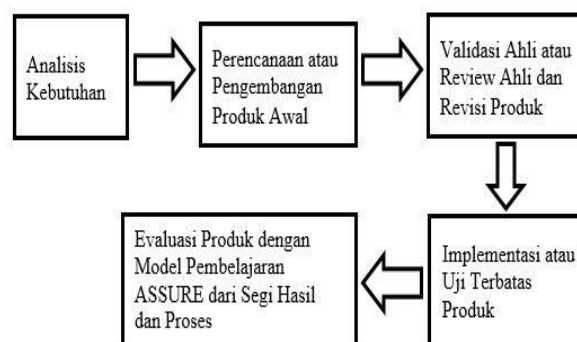 Analisis
Kebutuhan
Perencanaan atau
Pengembangan
Produk Awal
Validasi Ahli atau
Review Ahli dan
Revisi Produk
Implementasi atau
Uji Terbatas
Produk
Evaluasi Produk dengan
Model Pembelajaran
ASSURE dari Segi Hasil
dan Proses